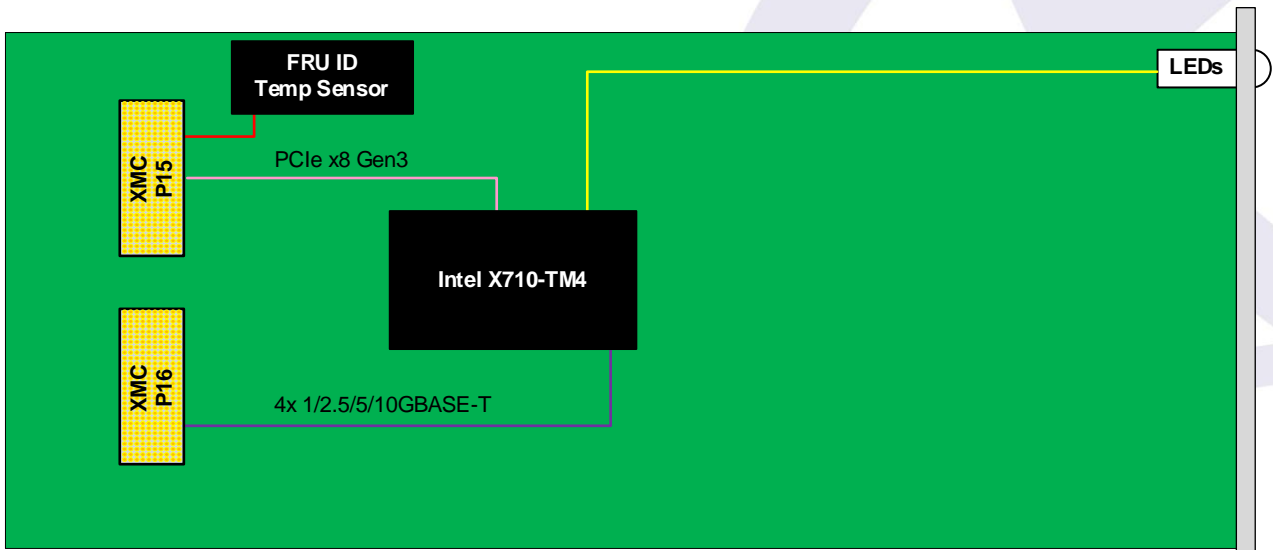 FRU ID
Temp Sensor
LEDs
XMC
P15
PCIe x8 Gen3
Intel X710-TM4
XMC
P16
4x 1/2.5/5/10GBASE-T